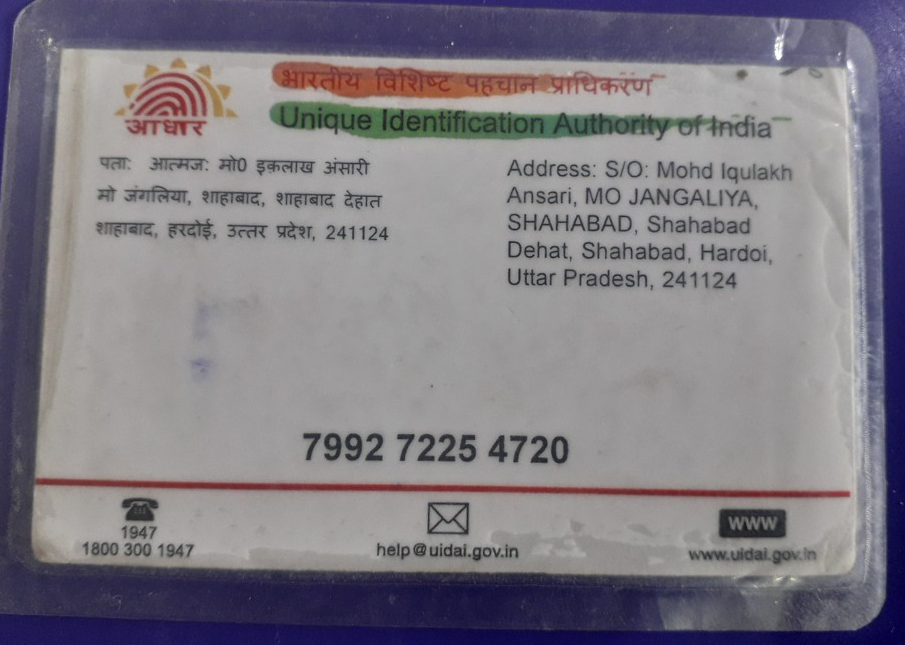 आधार
भारतीय विशिष्ट पहचान प्राधिकरण
Unique Identification Authority of India
पता: आत्मज: मो0 इकलाख अंसारी
मो जंगलिया, शाहाबाद, शाहाबाद देहात
शाहाबाद, हरदोई, उत्तर प्रदेश, 241124
Address: S/O: Mohd Iqulakh
Ansari, MO JANGALIYA,
SHAHABAD, Shahabad
Dehat, Shahabad, Hardoi,
Uttar Pradesh, 241124
7992 7225 4720
1947
1800 300 1947
help@uidai.gov.in
www
www.uidai.gov.in